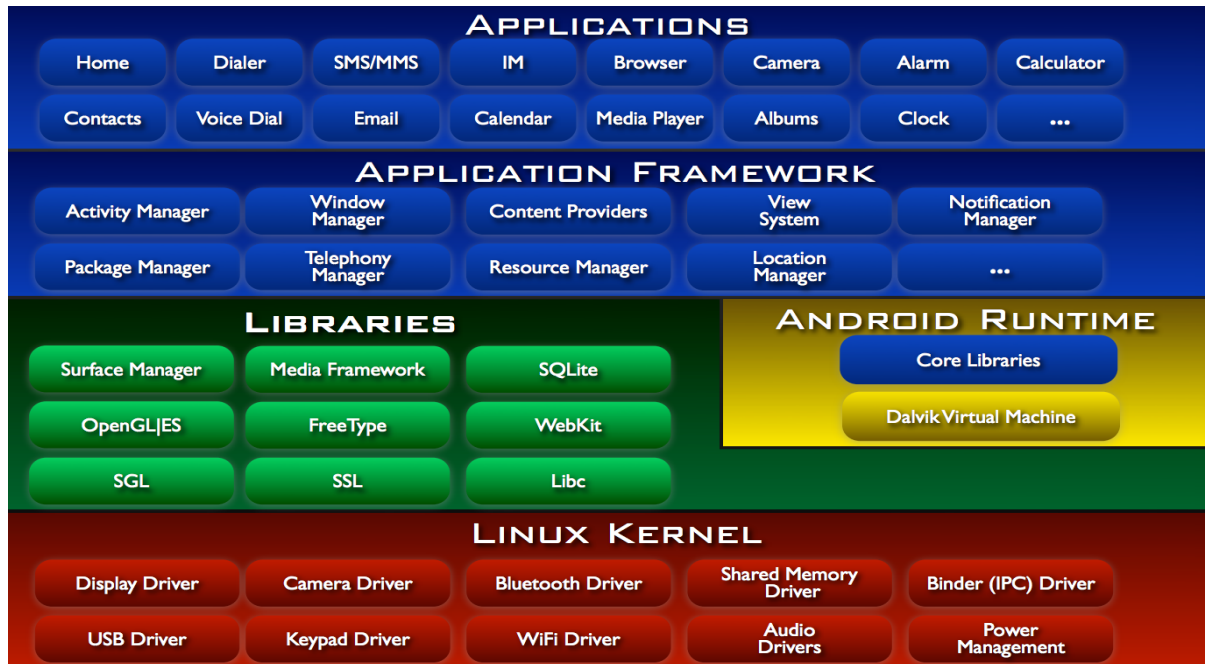 APPLICATIONS
Home Dialer SMS/MMS IM Browser Camera Alarm Calculator
Contacts Voice Dial Email Calendar Media Player Albums Clock ...
APPLICATION FRAMEWORK
Activity Manager Window Manager Content Providers View System Notification Manager
Package Manager Telephony Manager Resource Manager Location Manager ...
LIBRARIES
Surface Manager Media Framework SQLite
OpenGL|ES FreeType WebKit
SGL SSL Libc
ANDROID RUNTIME
Core Libraries
Dalvik Virtual Machine
LINUX KERNEL
Display Driver Camera Driver Bluetooth Driver Shared Memory Driver Binder (IPC) Driver
USB Driver Keypad Driver WiFi Driver Audio Drivers Power Management